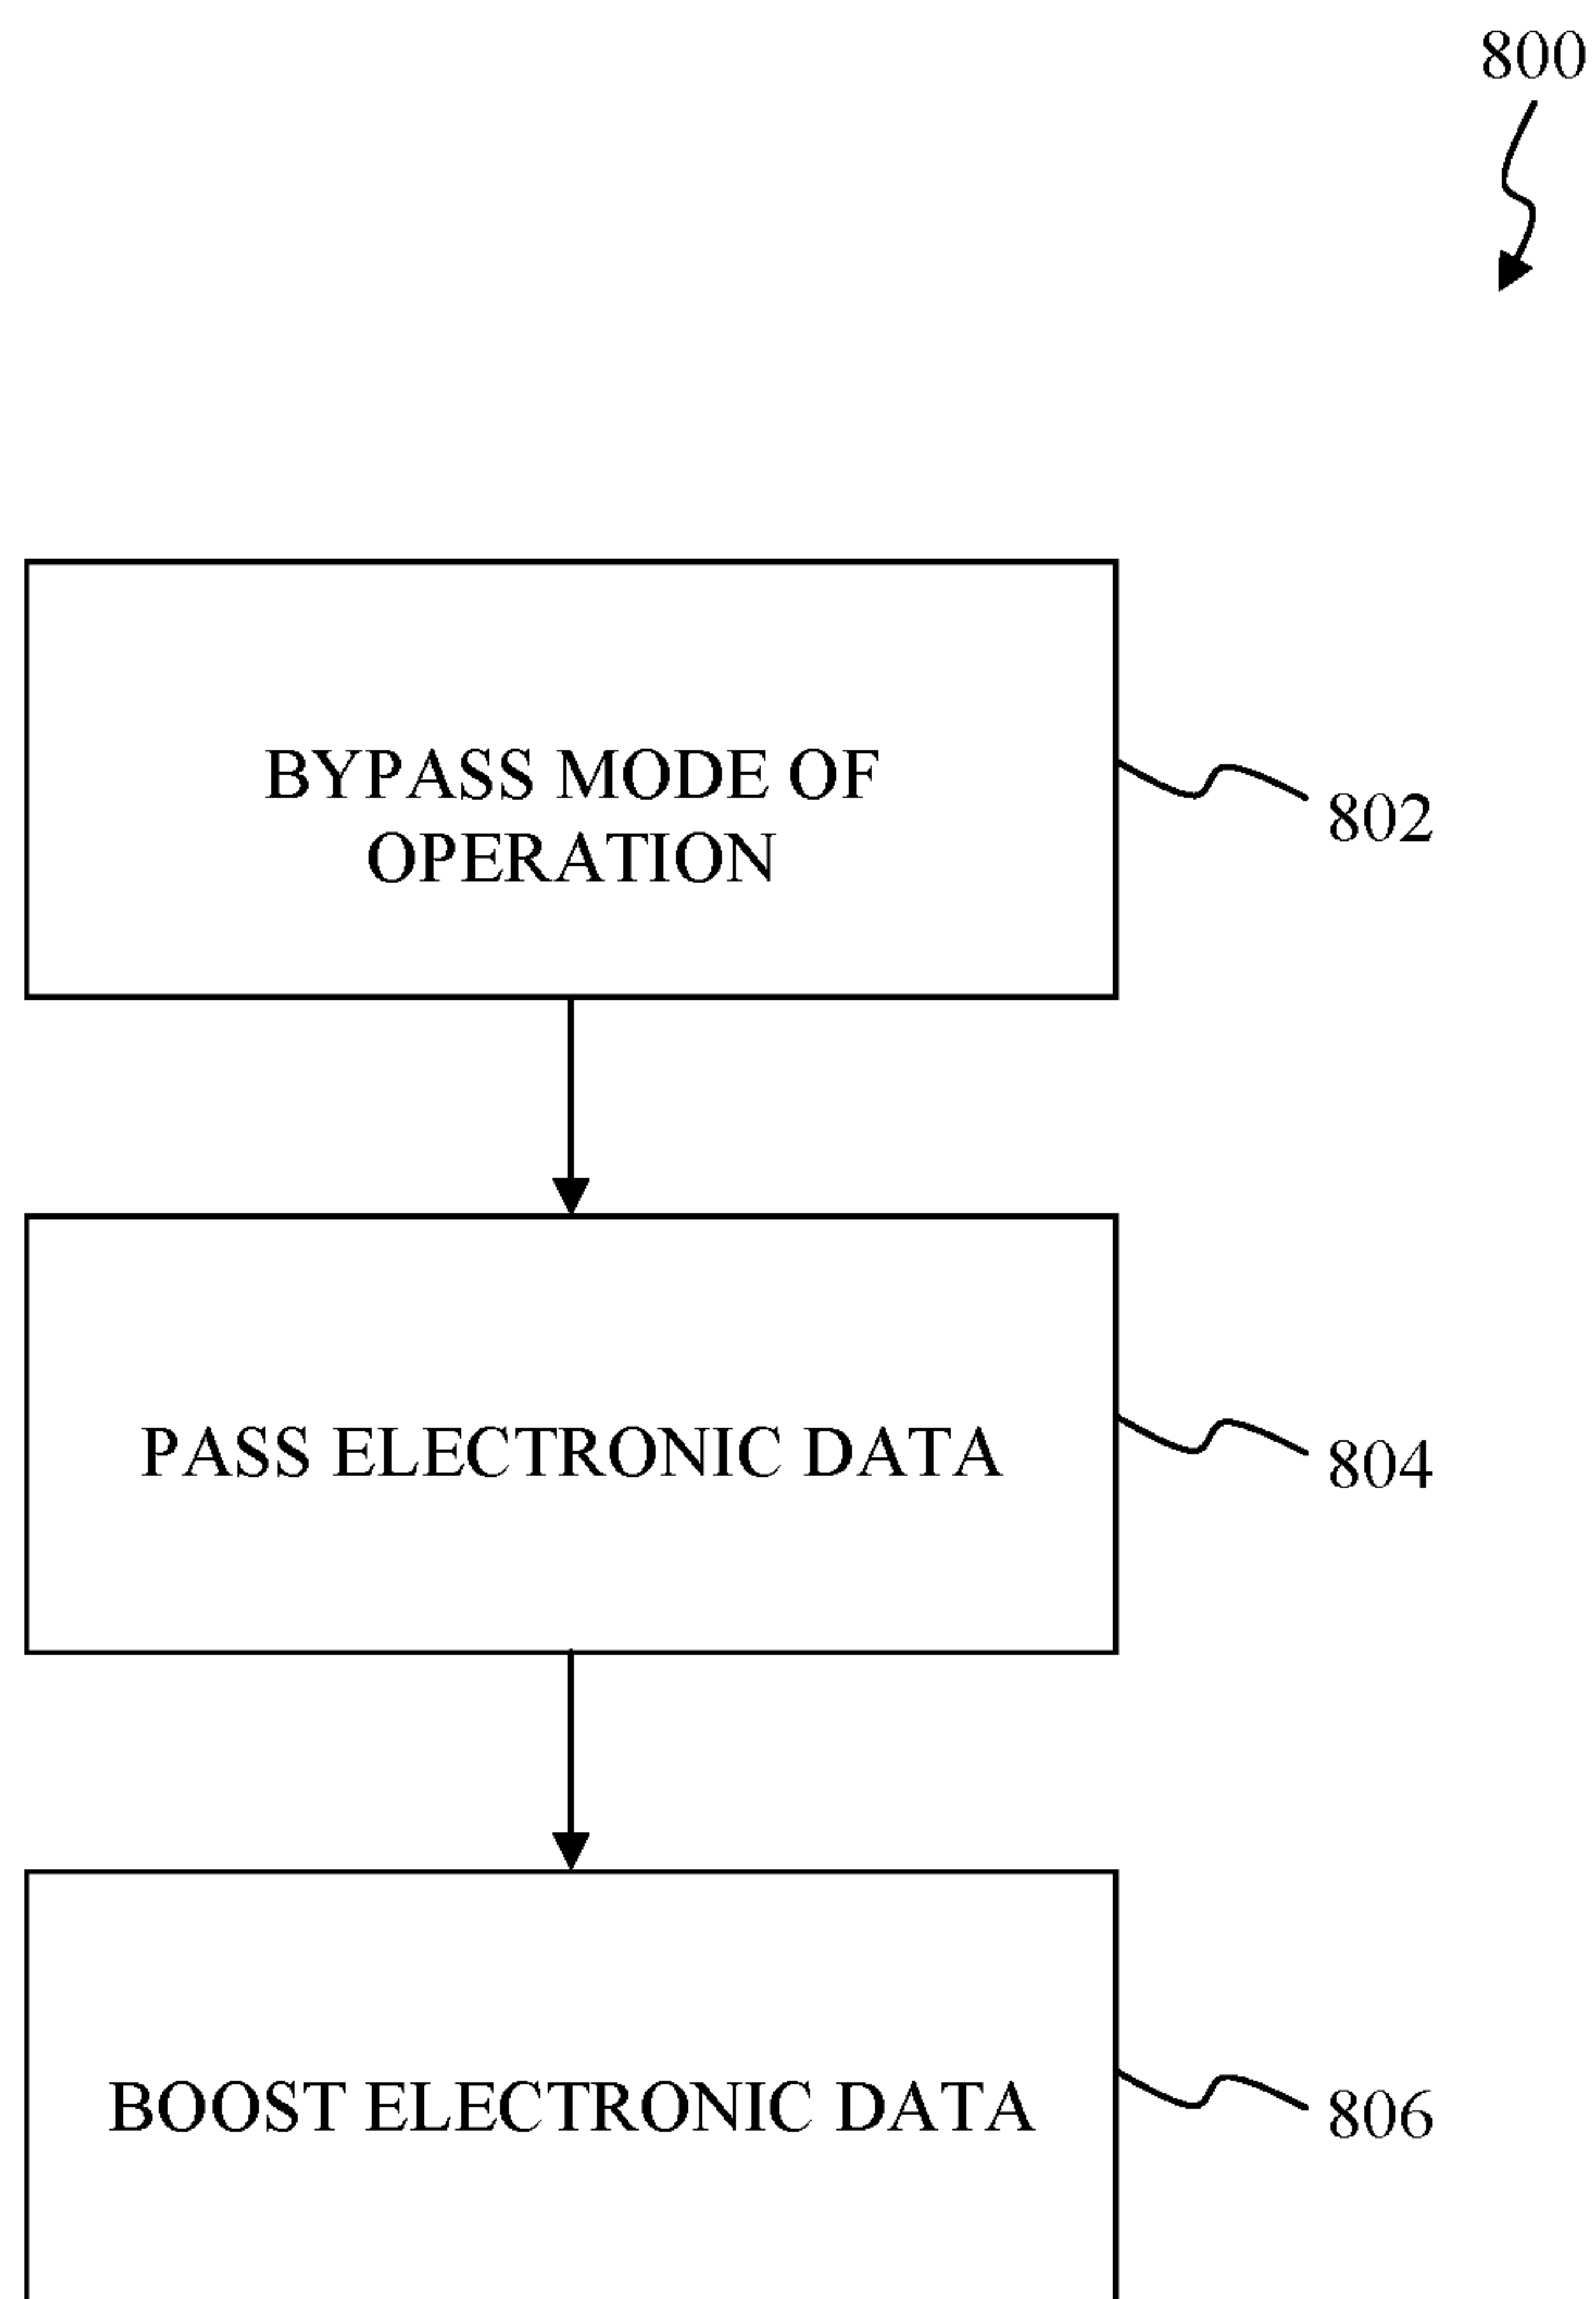 800
BYPASS MODE OF
OPERATION
802
PASS ELECTRONIC DATA
804
BOOST ELECTRONIC DATA
806